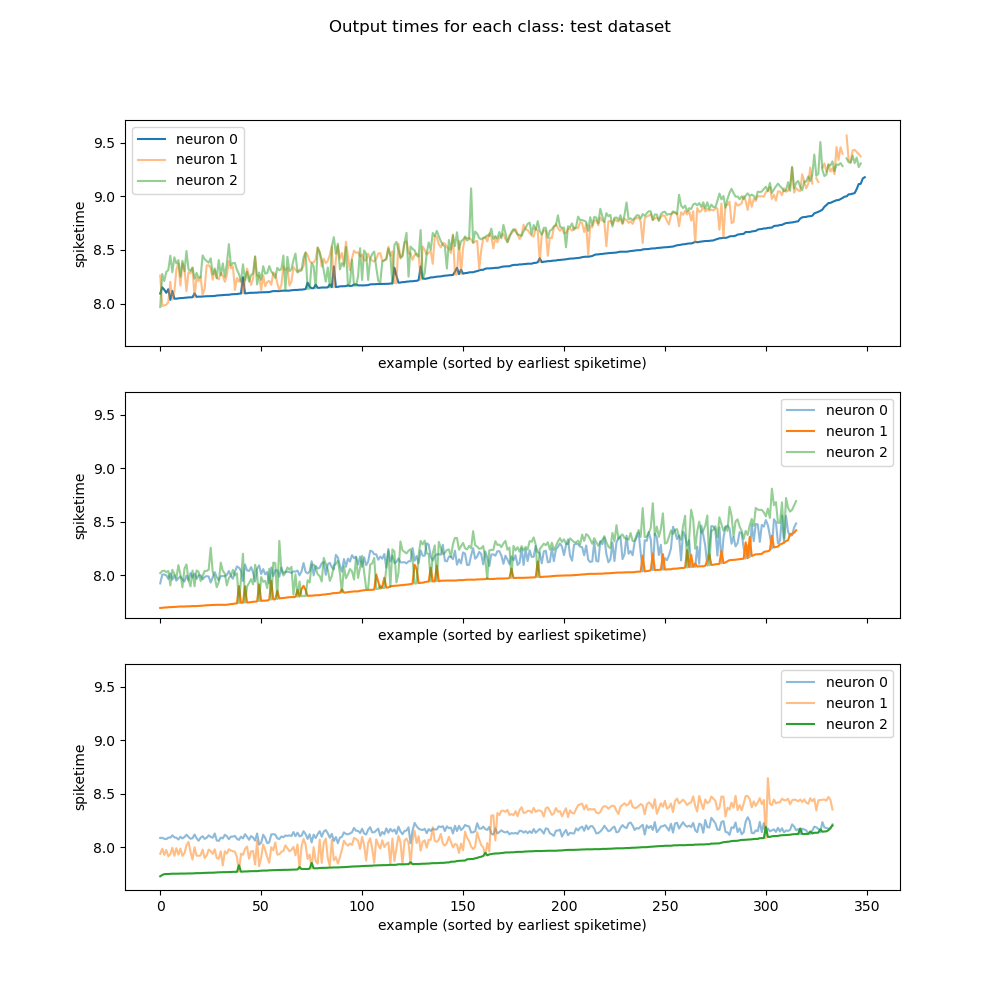 Output times for each class: test dataset
neuron 0
neuron 1
neuron 2
9.5
9.0
8.5
8.0
spiketime
example (sorted by earliest spiketime)
neuron 0
neuron 1
neuron 2
9.5
9.0
8.5
8.0
spiketime
example (sorted by earliest spiketime)
neuron 0
neuron 1
neuron 2
9.5
9.0
8.5
8.0
spiketime
0 50 100 150 200 250 300 350
example (sorted by earliest spiketime)